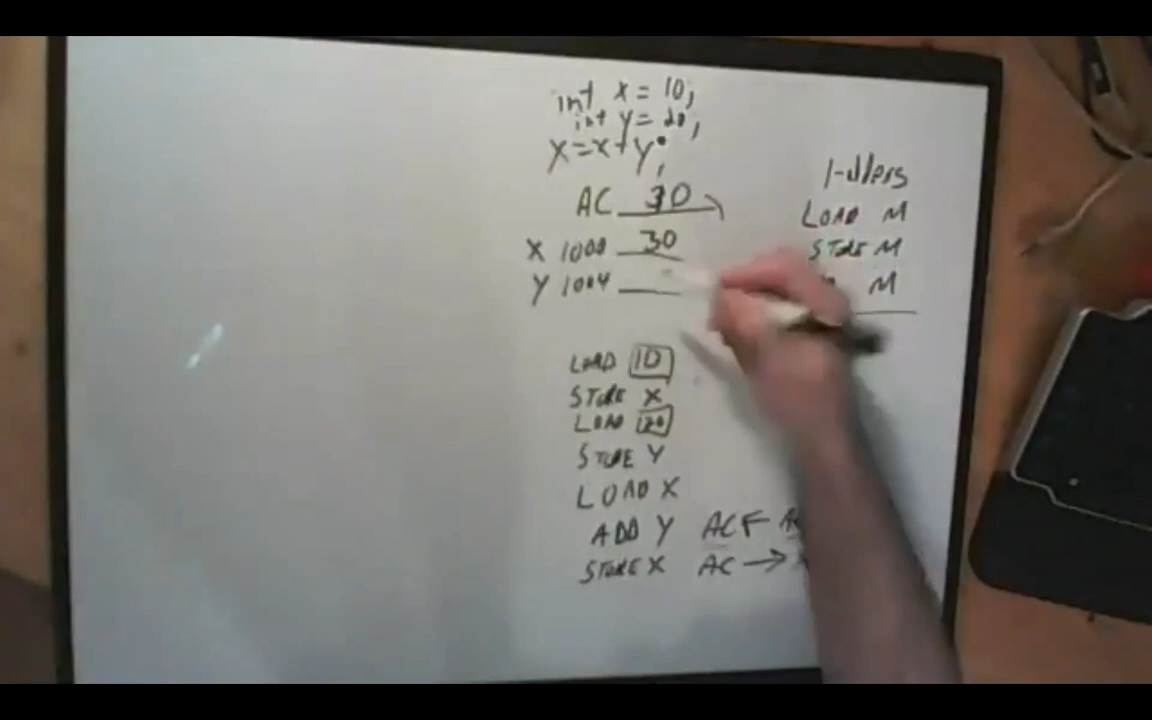 int x = 10;
int y = 20;
x=x+y;
AC 30
X 1000 30
Y 1004
LOAD 10
STORE X
LOAD 20
STORE Y
LOAD X
ADD Y AC←
STORE X AC →
1-address
LOAD M
STORE M
M